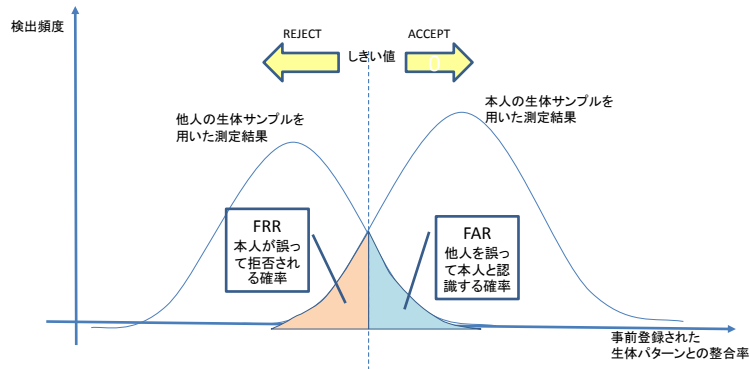 検出頻度
REJECT
しきい値
ACCEPT
0
他人の生体サンプルを
用いた測定結果
本人の生体サンプルを
用いた測定結果
FRR
本人が誤っ
て拒否され
る確率
FAR
他人を誤っ
て本人と認
識する確率
事前登録された
生体パターンとの整合率